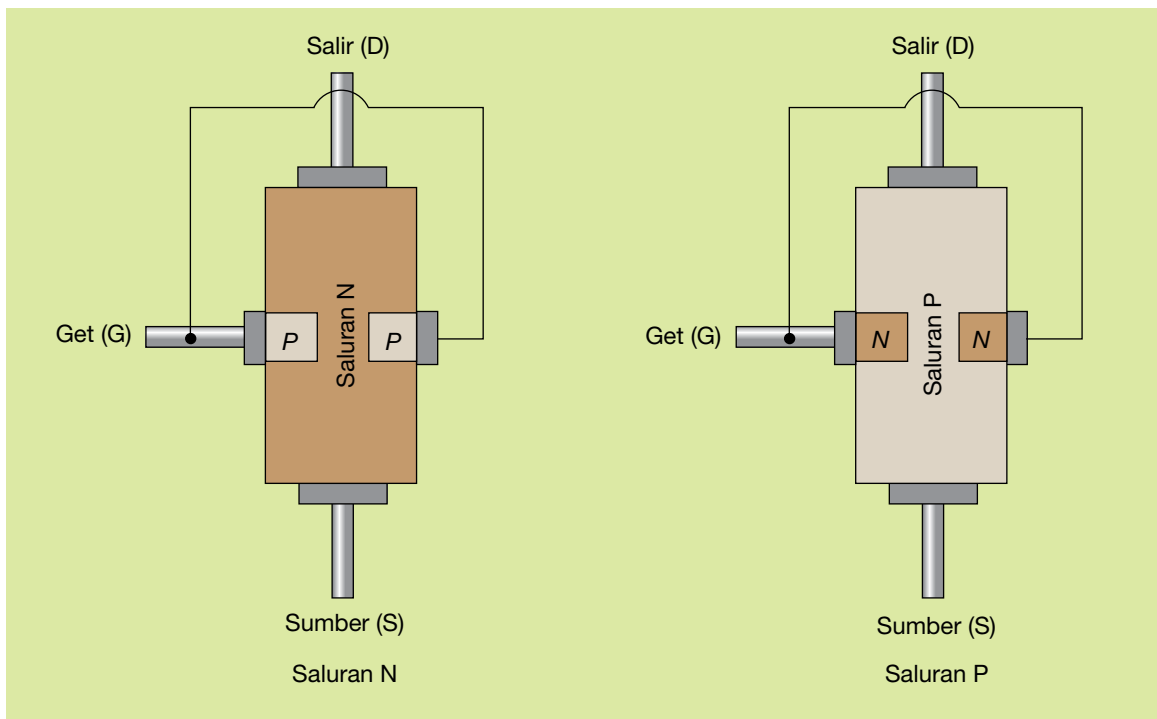 Salir (D)
Saluran N
Get (G)
P
P
Sumber (S)
Saluran N
Salir (D)
Saluran P
Get (G)
N
N
Sumber (S)
Saluran P